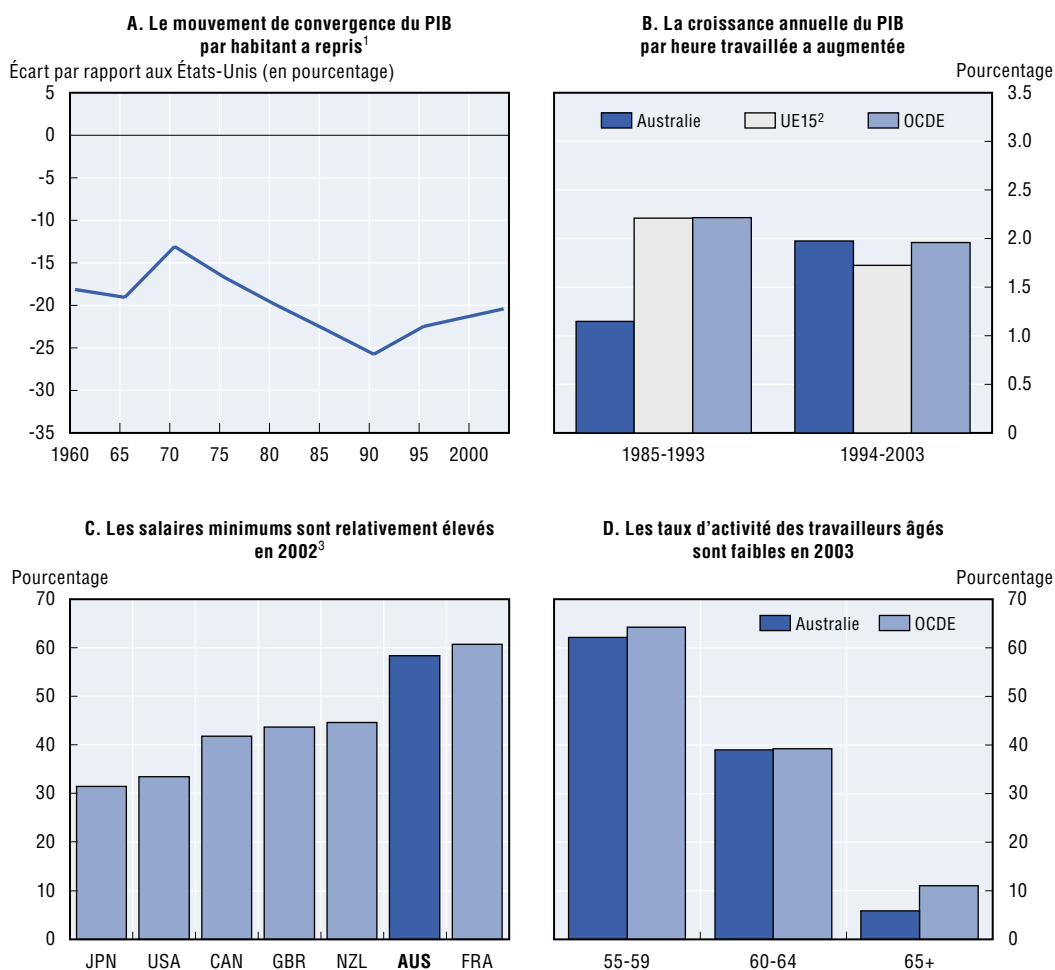 A. Le mouvement de convergence du PIB
par habitant a repris¹
Écart par rapport aux États-Unis (en pourcentage)
5
0
-5
-10
-15
-20
-25
-30
-35
1960 65 70 75 80 85 90 95 2000
B. La croissance annuelle du PIB
par heure travaillée a augmentée
Pourcentage
Australie UE15² OCDE
3.5
3.0
2.5
2.0
1.5
1.0
0.5
0
1985-1993 1994-2003
C. Les salaires minimums sont relativement élevés
en 2002³
Pourcentage
70
60
50
40
30
20
10
0
JPN USA CAN GBR NZL AUS FRA
D. Les taux d’activité des travailleurs âgés
sont faibles en 2003
Pourcentage
Australie OCDE
70
60
50
40
30
20
10
0
55-59 60-64 65+